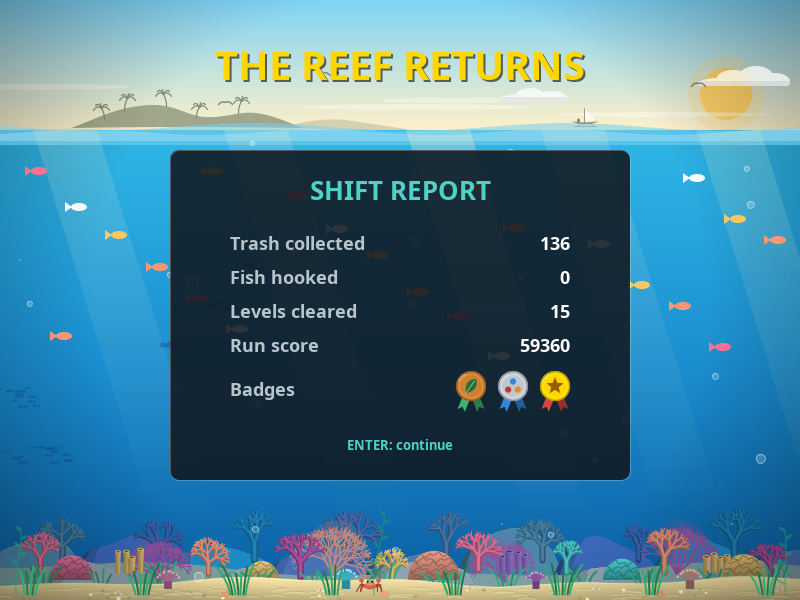 THE REEF RETURNS
SHIFT REPORT
Trash collected 136
Fish hooked 0
Levels cleared 15
Run score 59360
Badges
ENTER: continue